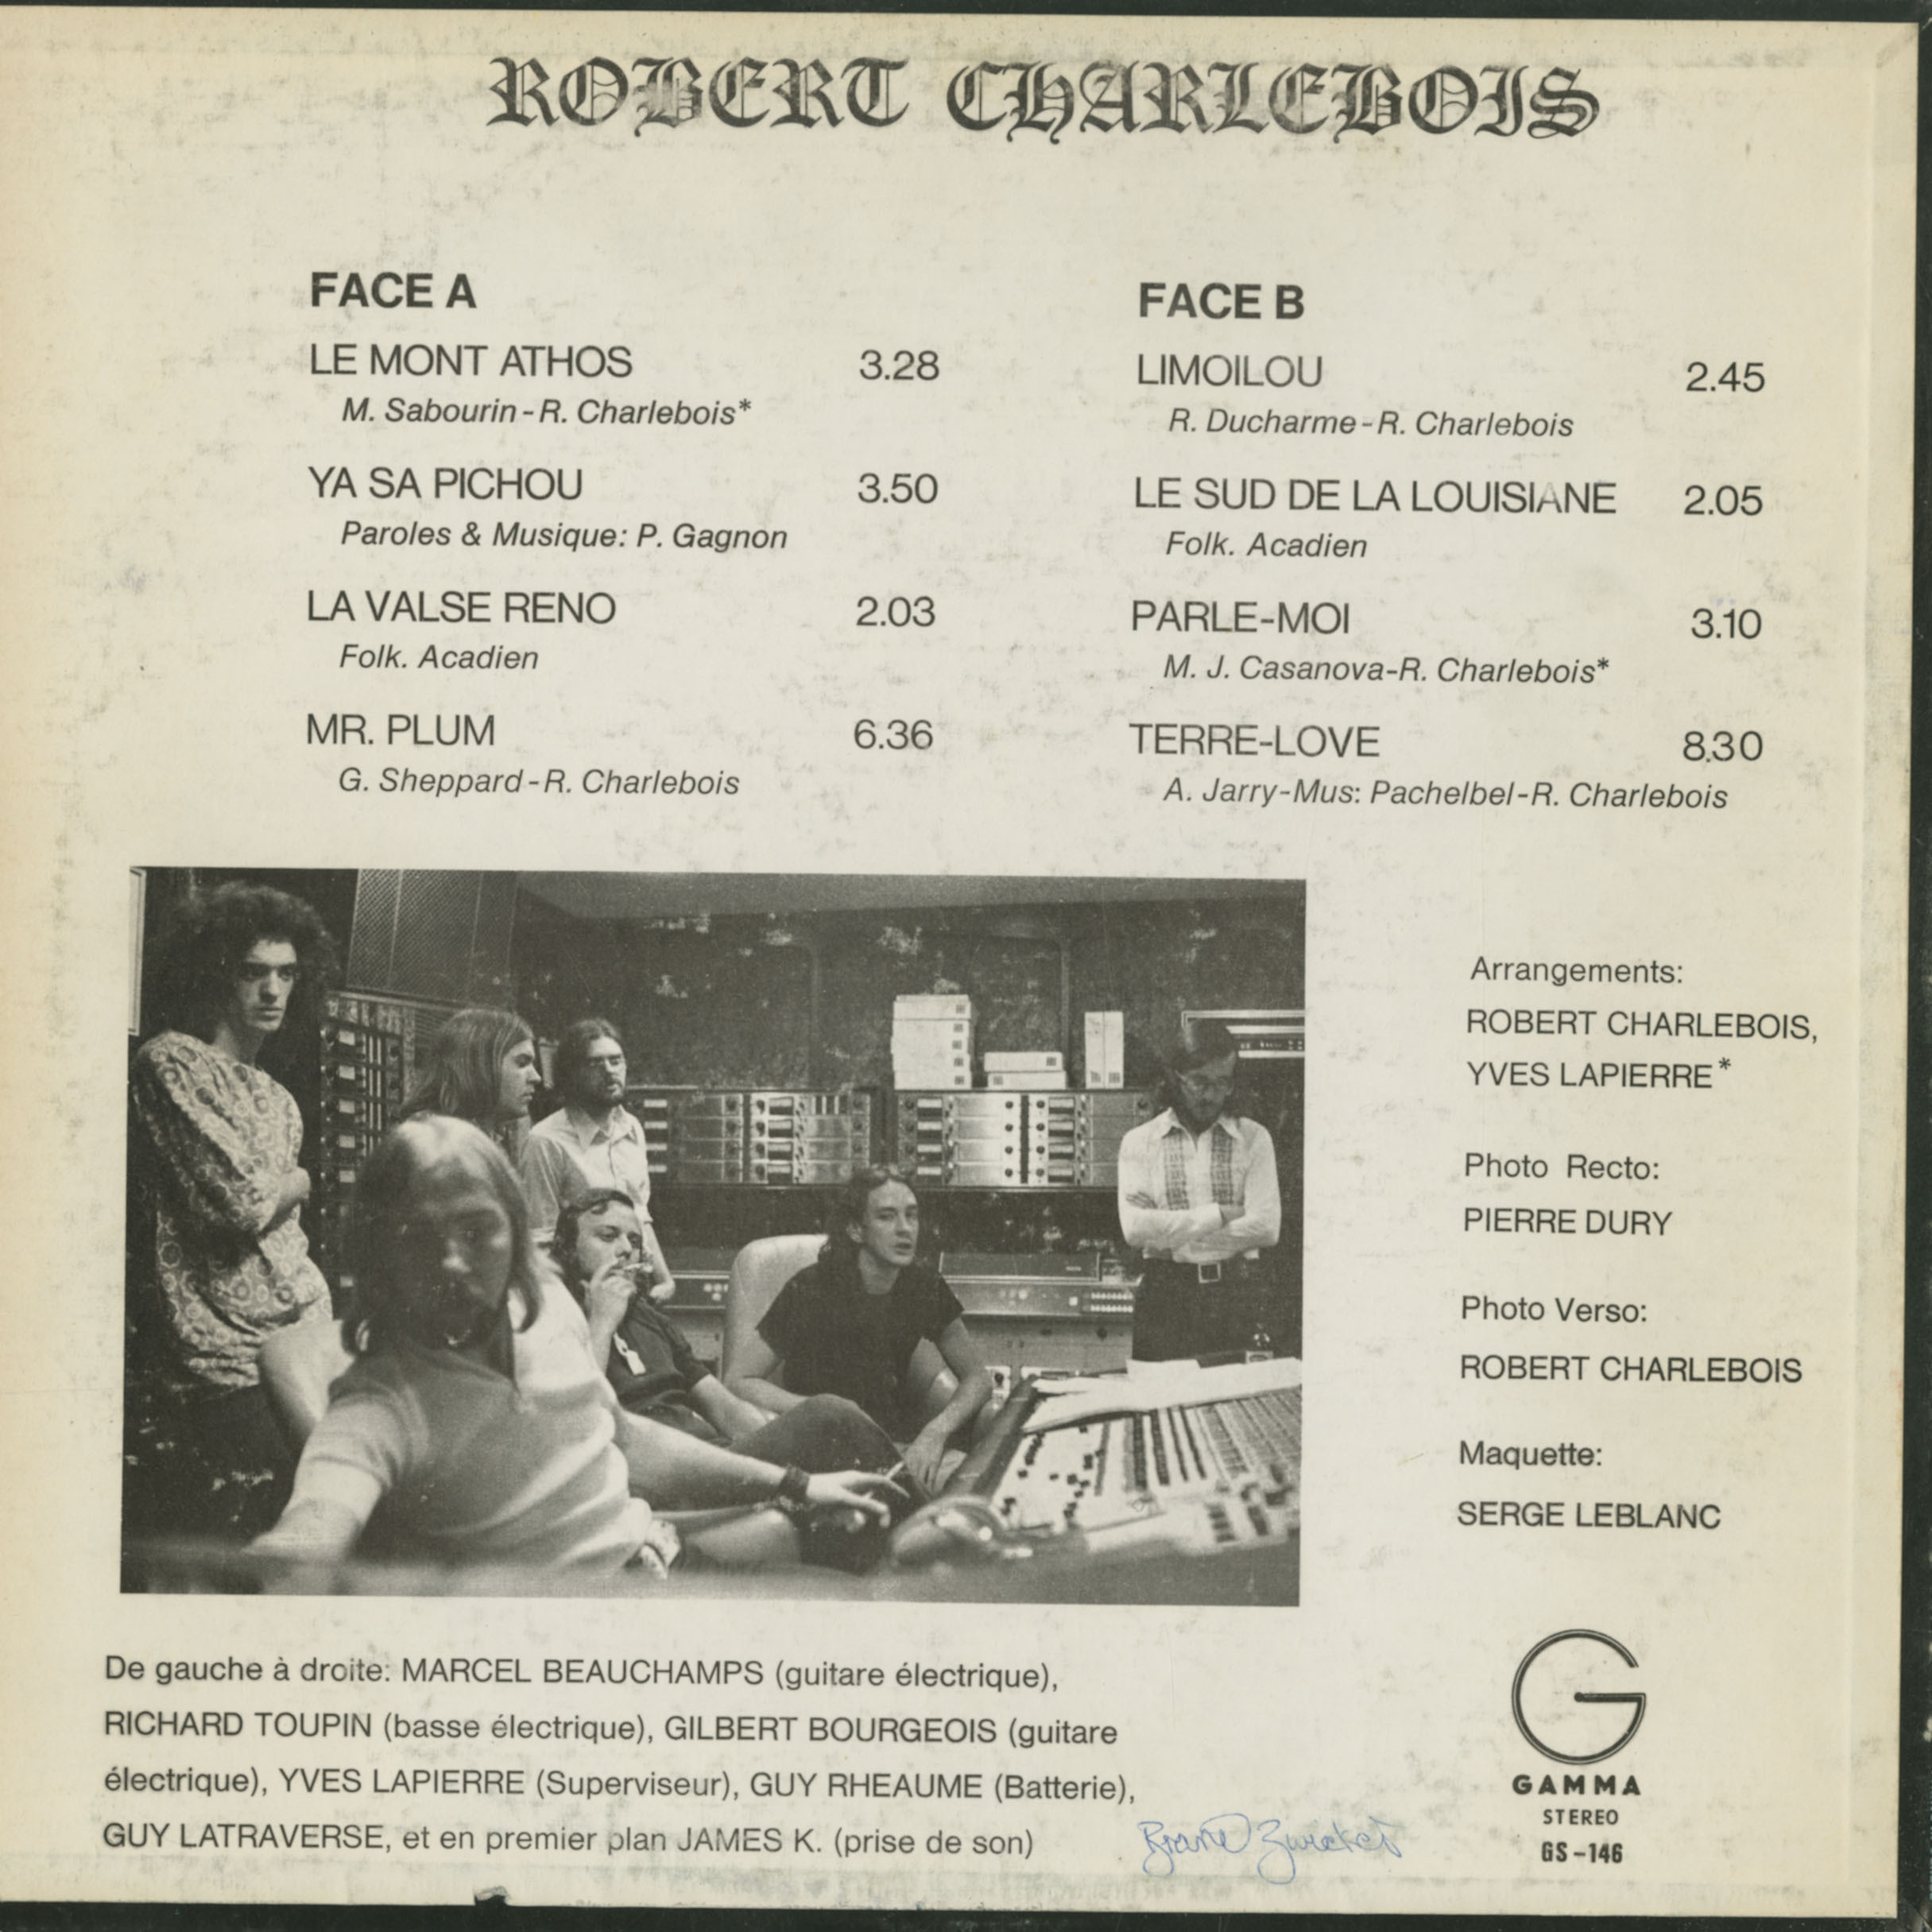 ROBERT CHARLEBOIS
FACE A
LE MONT ATHOS 3.28
M. Sabourin - R. Charlebois*
YA SA PICHOU 3.50
Paroles & Musique: P. Gagnon
LA VALSE RENO 2.03
Folk. Acadien
MR. PLUM 6.36
G. Sheppard - R. Charlebois
FACE B
LIMOILOU 2.45
R. Ducharme - R. Charlebois
LE SUD DE LA LOUISIANE 2.05
Folk. Acadien
PARLE-MOI 3.10
M. J. Casanova-R. Charlebois*
TERRE-LOVE 8.30
A. Jarry-Mus: Pachelbel-R. Charlebois
Arrangements:
ROBERT CHARLEBOIS,
YVES LAPIERRE*
Photo Recto:
PIERRE DURY
Photo Verso:
ROBERT CHARLEBOIS
Maquette:
SERGE LEBLANC
De gauche à droite: MARCEL BEAUCHAMPS (guitare électrique),
RICHARD TOUPIN (basse électrique), GILBERT BOURGEOIS (guitare
électrique), YVES LAPIERRE (Superviseur), GUY RHEAUME (Batterie),
GUY LATRAVERSE, et en premier plan JAMES K. (prise de son)
G
GAMMA
STEREO
GS-146